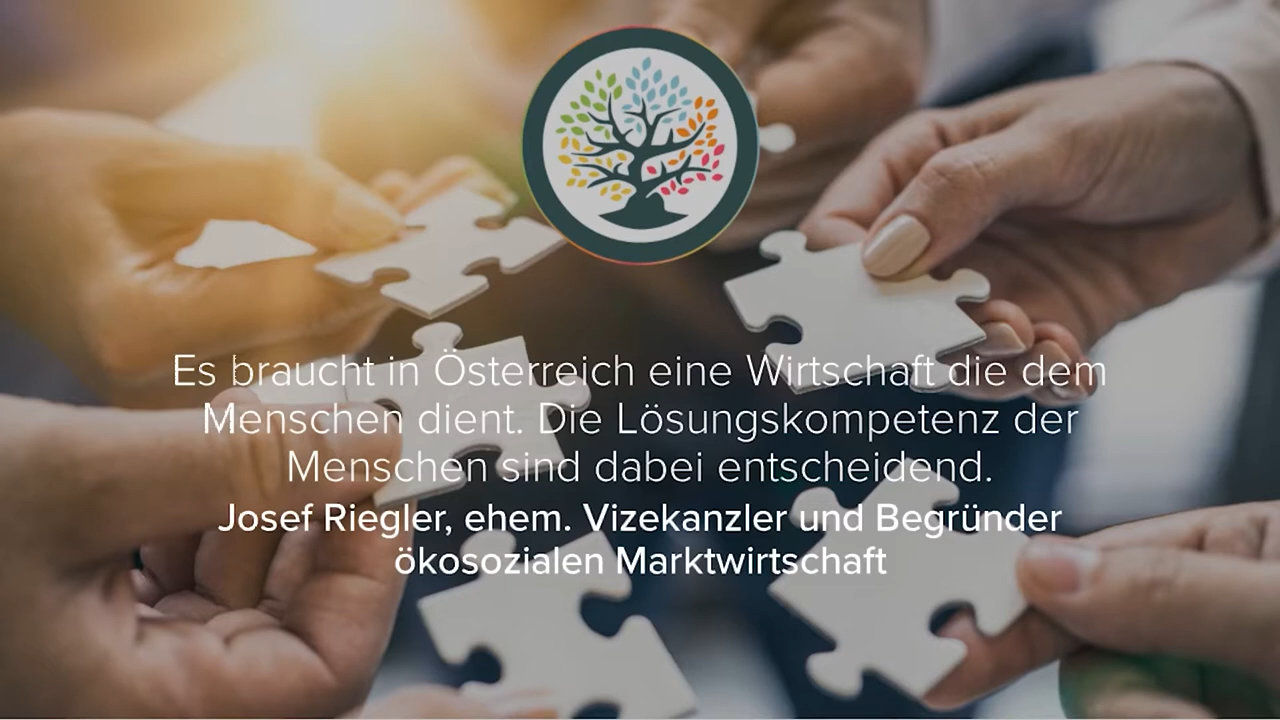 Es braucht in Österreich eine Wirtschaft die dem
Menschen dient. Die Lösungskompetenz der
Menschen sind dabei entscheidend.
Josef Riegler, ehem. Vizekanzler und Begründer
ökosozialen Marktwirtschaft